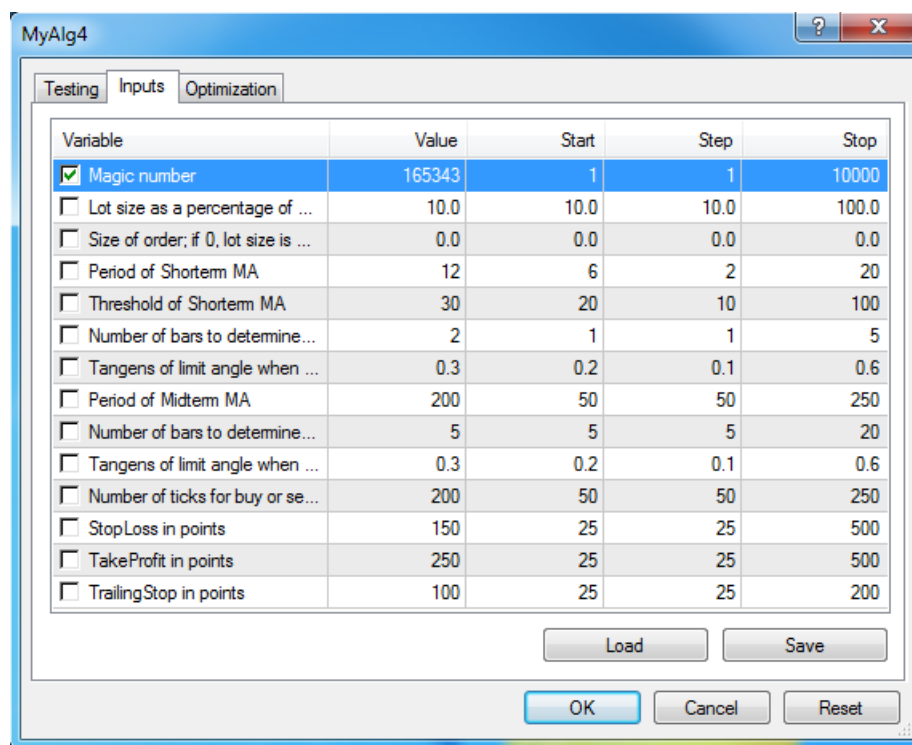 MyAlg4
Testing Inputs Optimization
Variable Value Start Step Stop
Magic number 165343 1 1 10000
Lot size as a percentage of ... 10.0 10.0 10.0 100.0
Size of order; if 0, lot size is ... 0.0 0.0 0.0 0.0
Period of Shorterm MA 12 6 2 20
Threshold of Shorterm MA 30 20 10 100
Number of bars to determine... 2 1 1 5
Tangens of limit angle when ... 0.3 0.2 0.1 0.6
Period of Midterm MA 200 50 50 250
Number of bars to determine... 5 5 5 20
Tangens of limit angle when ... 0.3 0.2 0.1 0.6
Number of ticks for buy or se... 200 50 50 250
StopLoss in points 150 25 25 500
TakeProfit in points 250 25 25 500
TrailingStop in points 100 25 25 200
Load Save
OK Cancel Reset